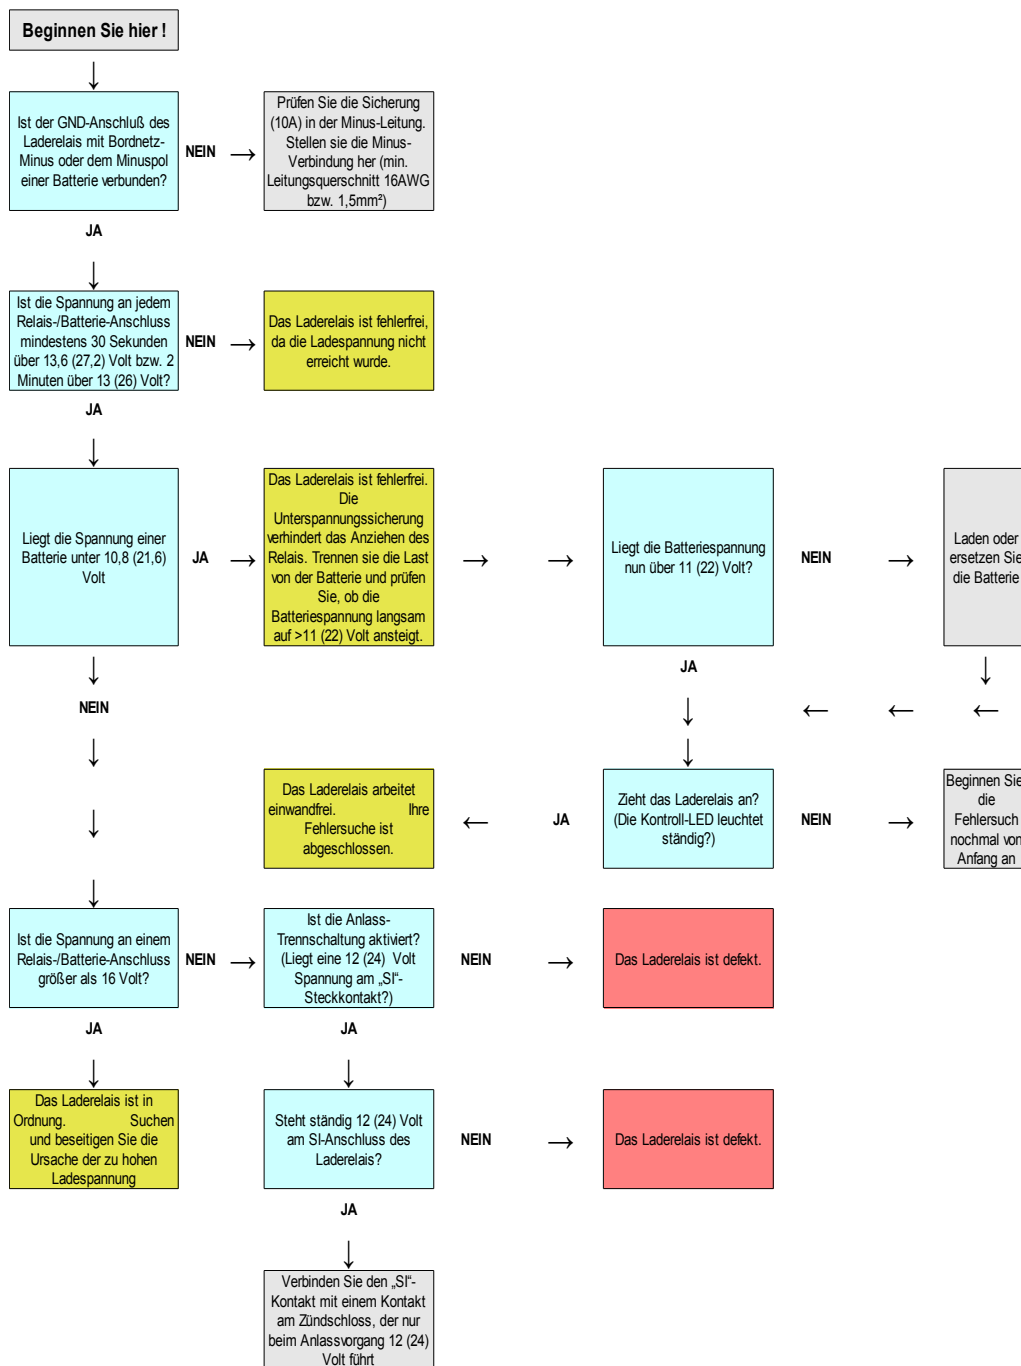 Beginnen Sie hier !
Ist der GND-Anschluß des
Laderelais mit Bordnetz-
Minus oder dem Minuspol
einer Batterie verbunden?
NEIN
Prüfen Sie die Sicherung
(10A) in der Minus-Leitung.
Stellen sie die Minus-
Verbindung her (min.
Leitungsquerschnitt 16AWG
bzw. 1,5mm²)
JA
Ist die Spannung an jedem
Relais-/Batterie-Anschluss
mindestens 30 Sekunden
über 13,6 (27,2) Volt bzw. 2
Minuten über 13 (26) Volt?
NEIN
Das Laderelais ist fehlerfrei,
da die Ladespannung nicht
erreicht wurde.
JA
Liegt die Spannung einer
Batterie unter 10,8 (21,6)
Volt
JA
Das Laderelais ist fehlerfrei.
Die
Unterspannungssicherung
verhindert das Anziehen des
Relais. Trennen sie die Last
von der Batterie und prüfen
Sie, ob die
Batteriespannung langsam
auf >11 (22) Volt ansteigt.
Liegt die Batteriespannung
nun über 11 (22) Volt?
NEIN
Laden oder
ersetzen Sie
die Batterie
JA
NEIN
Das Laderelais arbeitet
einwandfrei. Ihre
Fehlersuche ist
abgeschlossen.
JA
Zieht das Laderelais an?
(Die Kontroll-LED leuchtet
ständig?)
NEIN
Beginnen Sie
die
Fehlersuch
nochmal von
Anfang an
Ist die Spannung an einem
Relais-/Batterie-Anschluss
größer als 16 Volt?
NEIN
Ist die Anlass-
Trennschaltung aktiviert?
(Liegt eine 12 (24) Volt
Spannung am „SI“-
Steckkontakt?)
NEIN
Das Laderelais ist defekt.
JA
JA
Das Laderelais ist in
Ordnung. Suchen
und beseitigen Sie die
Ursache der zu hohen
Ladespannung
Steht ständig 12 (24) Volt
am SI-Anschluss des
Laderelais?
NEIN
Das Laderelais ist defekt.
JA
Verbinden Sie den „SI“-
Kontakt mit einem Kontakt
am Zündschloss, der nur
beim Anlassvorgang 12 (24)
Volt führt